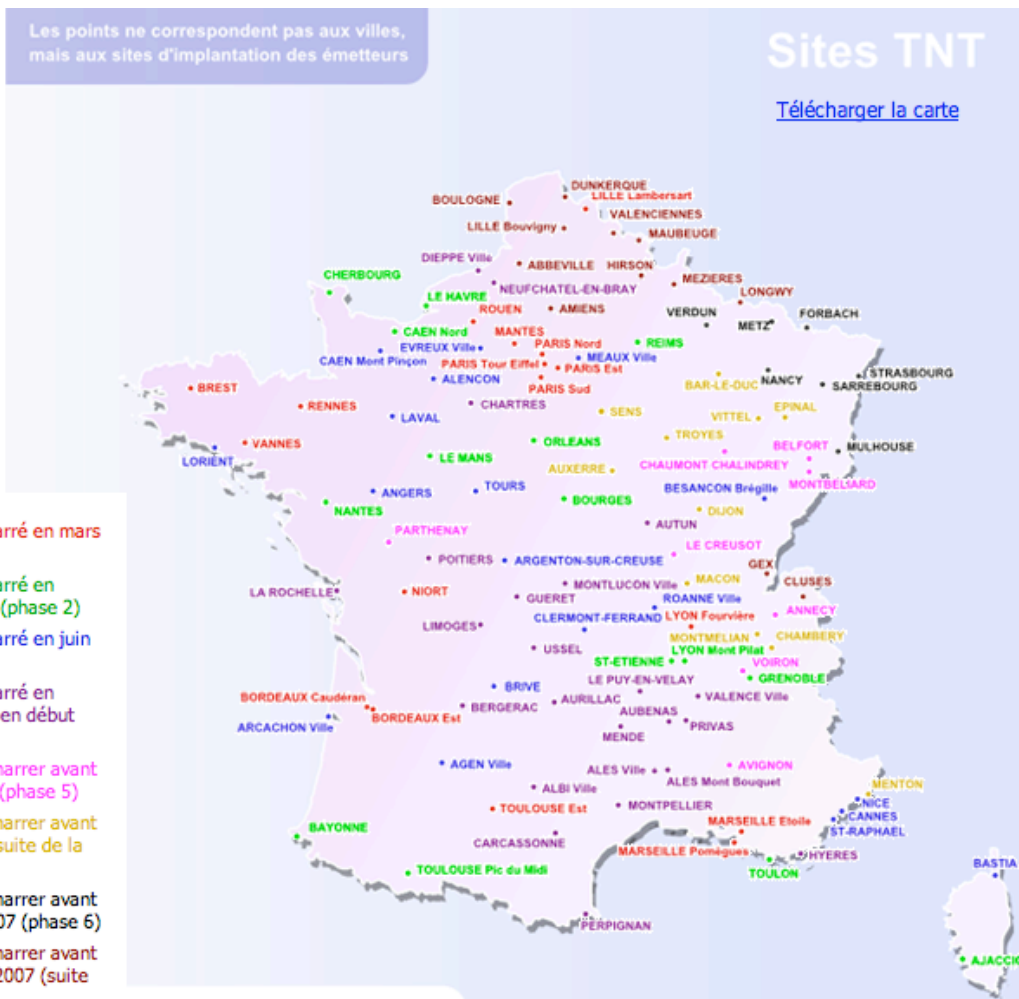 Les points ne correspondent pas aux villes,
mais aux sites d'implantation des émetteurs
Sites TNT
Télécharger la carte
DUNKERQUE
BOULOGNE
LILLE Lambersart
VALENCIENNES
LILLE Bouvigny
MAUBEUGE
DIEPPE Ville
ABBEVILLE
HIRSON
CHERBOURG
MEZIERES
NEUFCHATEL-EN-BRAY
LONGWY
LE HAVRE
ROUEN
AMIENS
VERDUN
METZ
FORBACH
CAEN Nord
MANTES
PARIS Nord
REIMS
EVREUX Ville
CAEN Mont Pinçon
MEAUX Ville
PARIS Tour Eiffel
PARIS Est
STRASBOURG
ALENCON
NANCY
BREST
PARIS Sud
BAR-LE-DUC
SARREBOURG
CHARTRES
RENNES
SENS
EPINAL
LAVAL
VITTEL
TROYES
VANNES
ORLEANS
BELFORT
MULHOUSE
LORIENT
LE MANS
AUXERRE
CHAUMONT CHALINDREY
MONTBELIARD
ANGERS
TOURS
BESANCON Brégille
NANTES
BOURGES
DIJON
PARTHENAY
AUTUN
LE CREUSOT
POITIERS
ARGENTON-SUR-CREUSE
GEX
LA ROCHELLE
NIORT
MONTLUCON Ville
MACON
CLUSES
GUERET
ROANNE Ville
ANNECY
CLERMONT-FERRAND
LYON Fourvière
LIMOGES
MONTMELIAN
CHAMBERY
USSEL
LYON Mont Pilat
ST-ETIENNE
VOIRON
LE PUY-EN-VELAY
GRENOBLE
BRIVE
BORDEAUX Caudéran
BERGERAC
AURILLAC
VALENCE Ville
BORDEAUX Est
AUBENAS
ARCACHON Ville
PRIVAS
MENDE
AGEN Ville
ALES Ville
AVIGNON
ALES Mont Bouquet
ALBI Ville
MENTON
TOULOUSE Est
MONTPELLIER
NICE
CANNES
BAYONNE
MARSEILLE Etoile
ST-RAPHAEL
CARCASSONNE
MARSEILLE Pomègues
HYERES
TOULOUSE Pic du Midi
TOULON
BASTIA
PERPIGNAN
AJACCIO
arré en mars
arré en
(phase 2)
arré en juin
arré en
en début
marrer avant
(phase 5)
marrer avant
suite de la
marrer avant
07 (phase 6)
marrer avant
2007 (suite